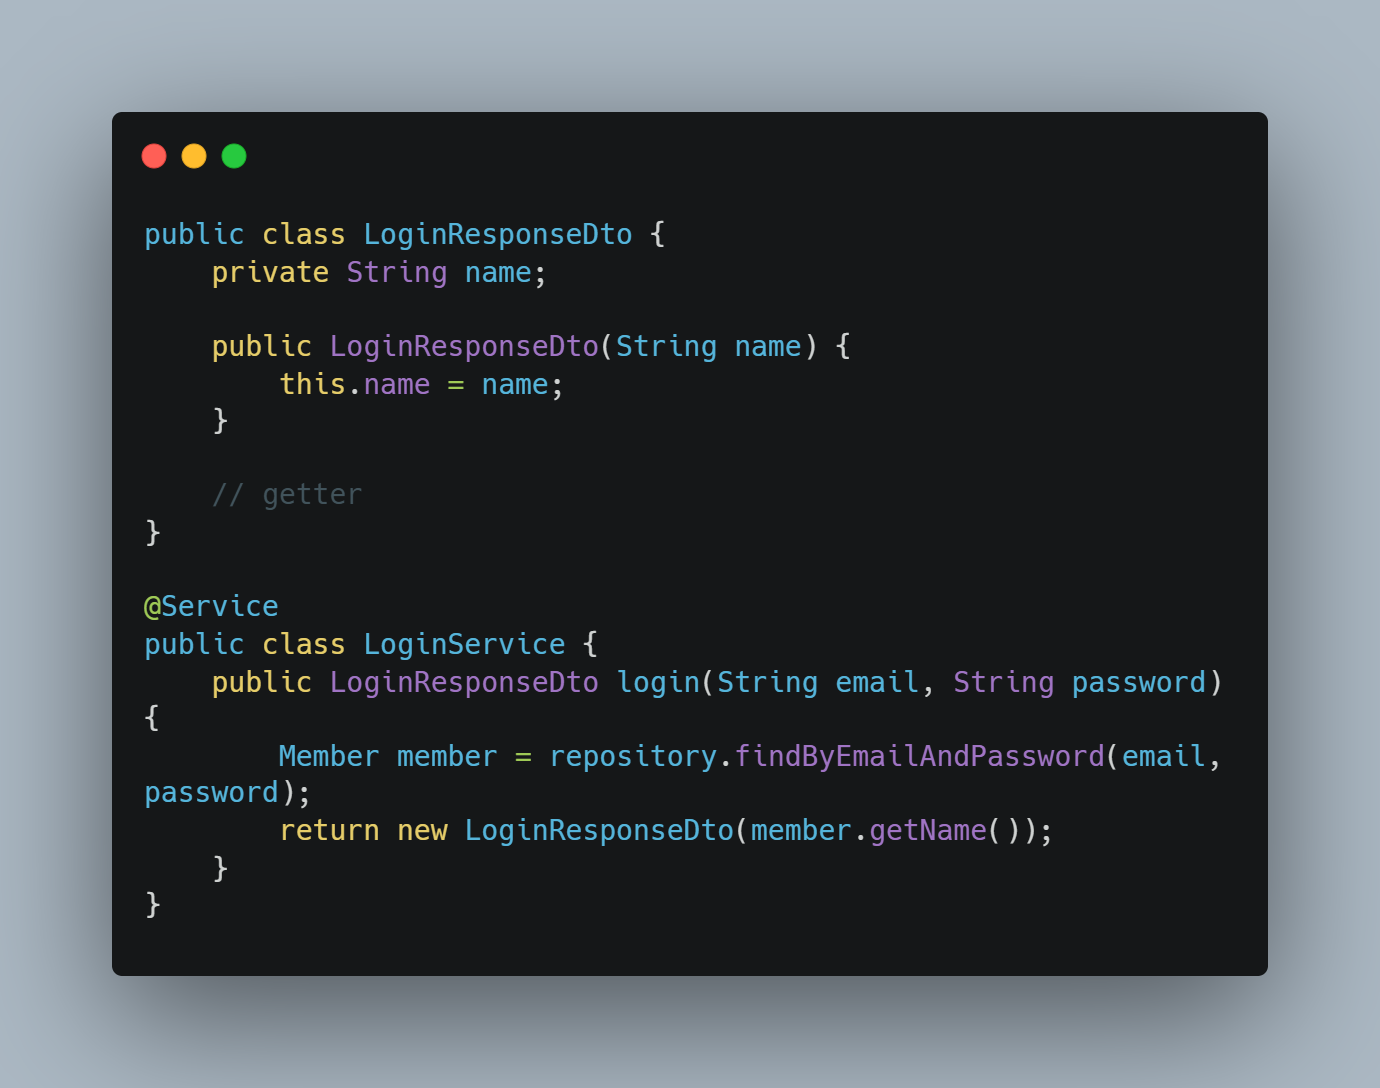 public class LoginResponseDto {
    private String name;

    public LoginResponseDto(String name) {
        this.name = name;
    }

    // getter
}

@Service
public class LoginService {
    public LoginResponseDto login(String email, String password)
{
        Member member = repository.findByEmailAndPassword(email,
password);
        return new LoginResponseDto(member.getName());
    }
}